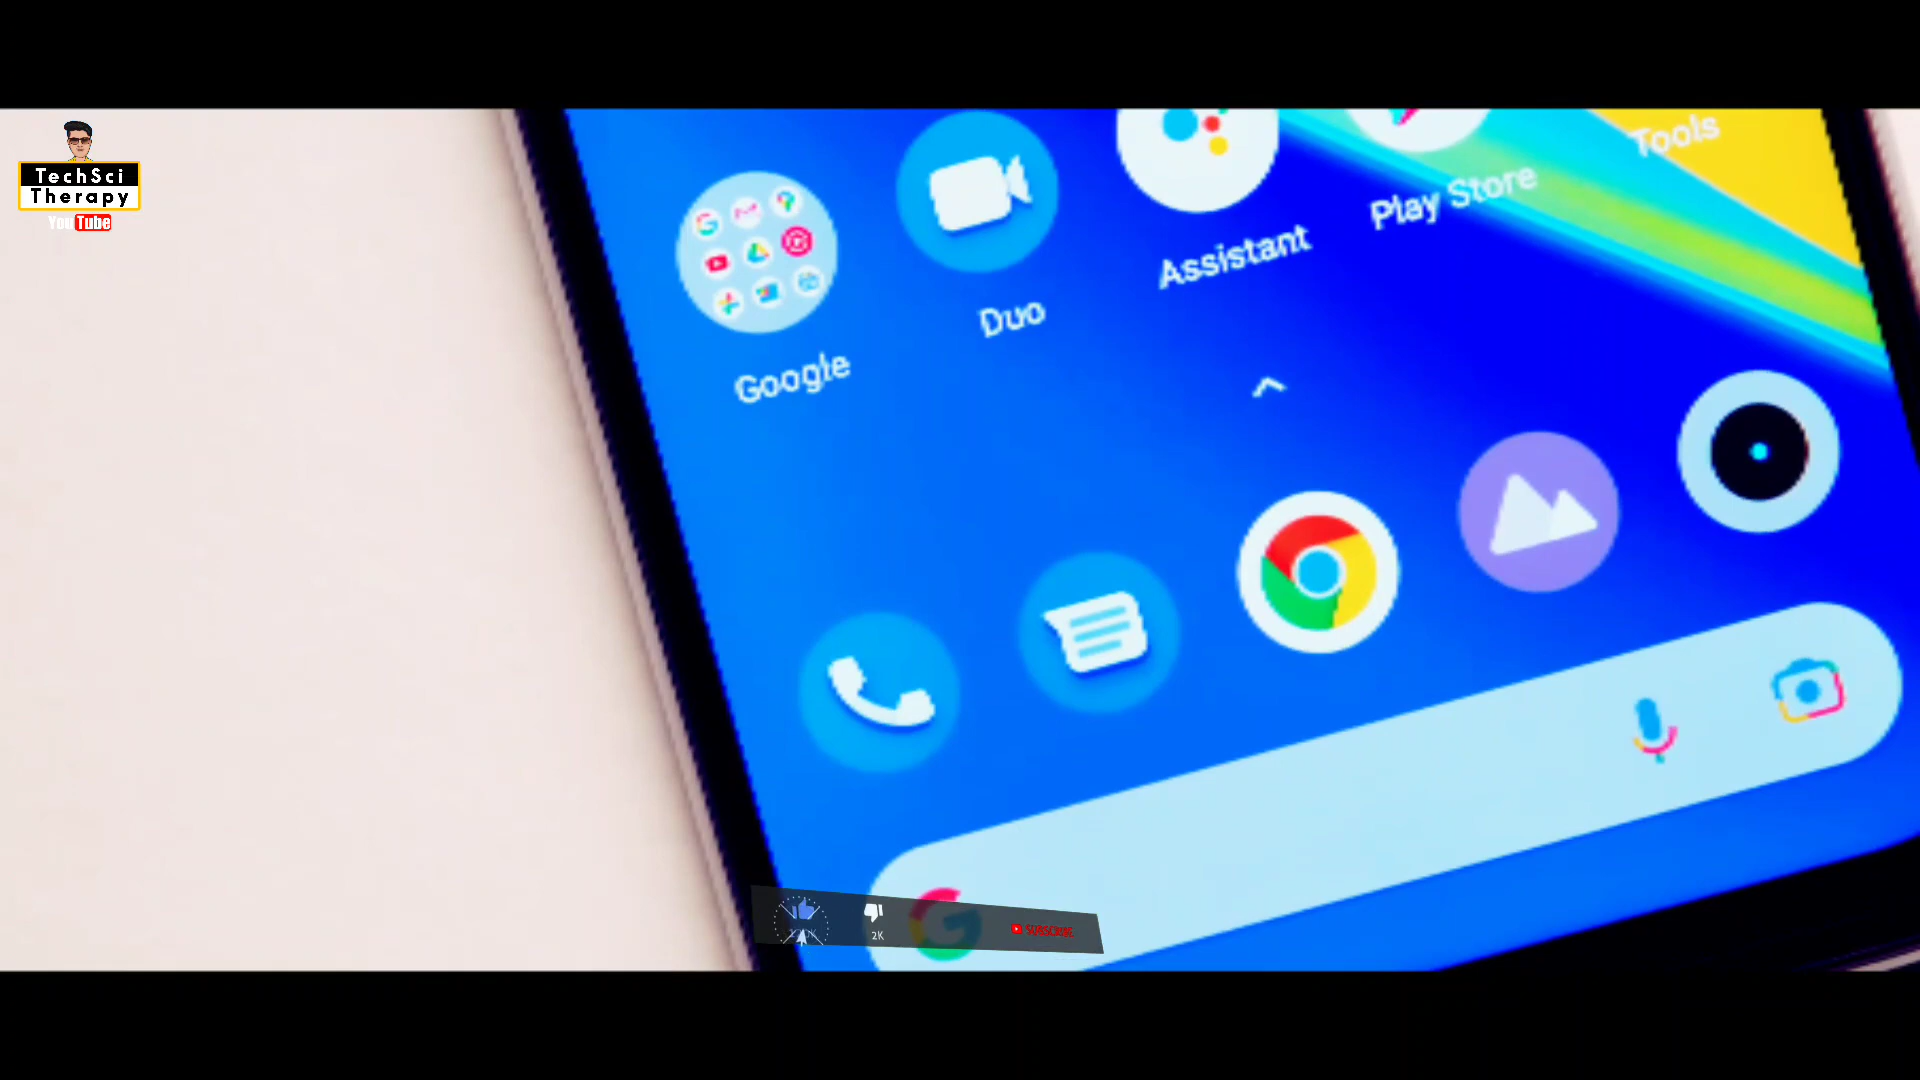 TechSci
Therapy
YouTube
Tools
Play Store
Assistant
Duo
Google
2K
SUBSCRIBE